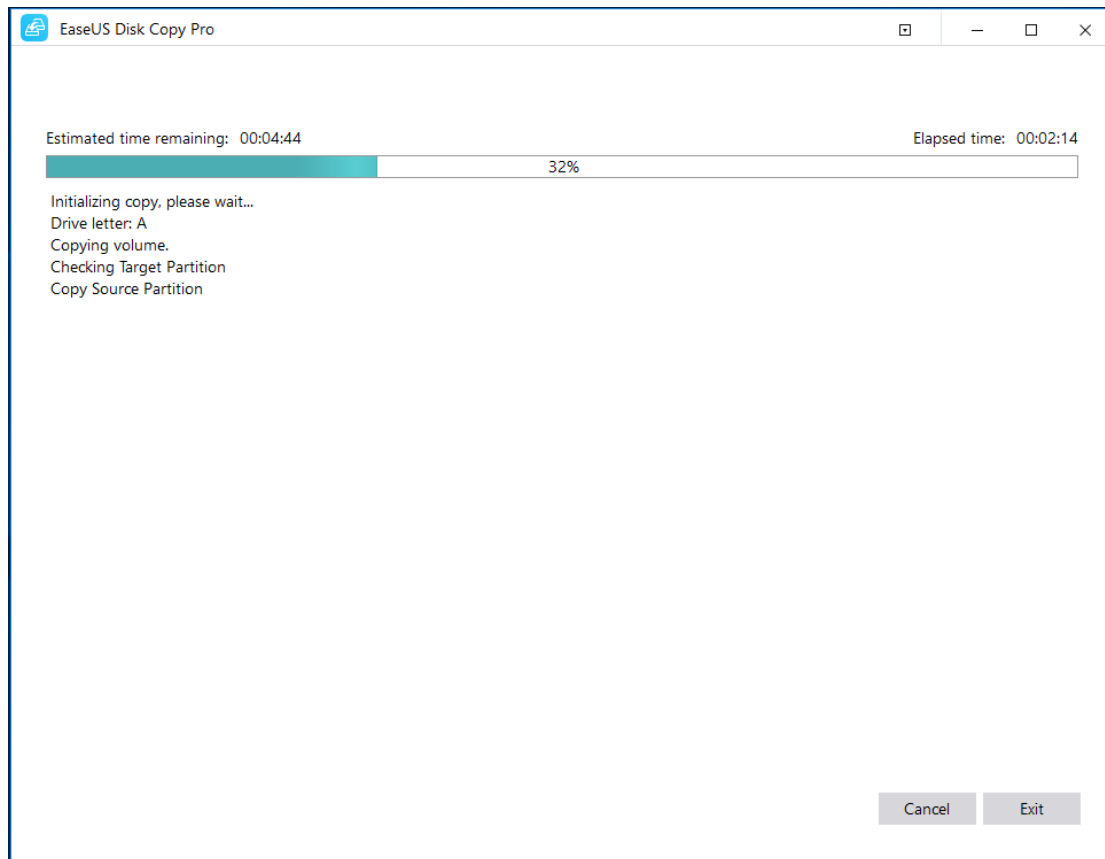 EaseUS Disk Copy Pro
Estimated time remaining: 00:04:44
Elapsed time: 00:02:14
32%
Initializing copy, please wait...
Drive letter: A
Copying volume.
Checking Target Partition
Copy Source Partition
Cancel
Exit